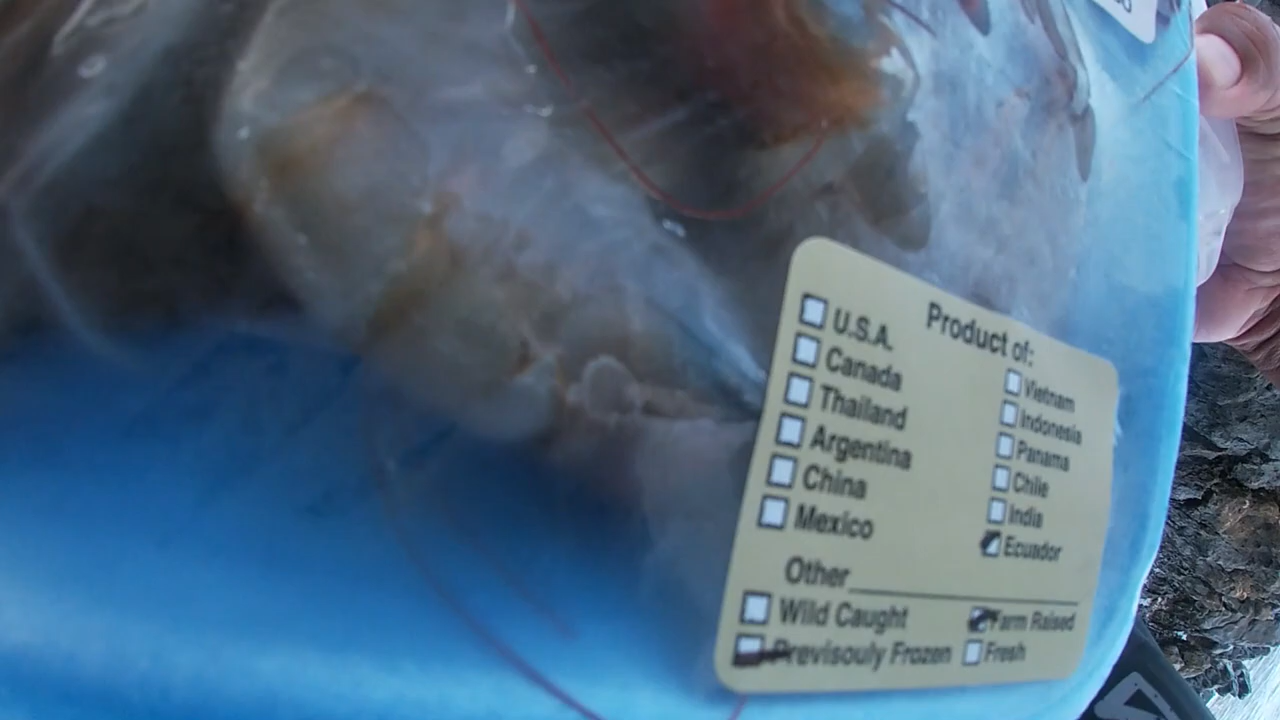 Product of:
U.S.A.
Canada
Thailand
Argentina
China
Mexico
Vietnam
Indonesia
Panama
Chile
India
Ecuador
Other
Wild Caught
Farm Raised
Previsouly Frozen
Fresh